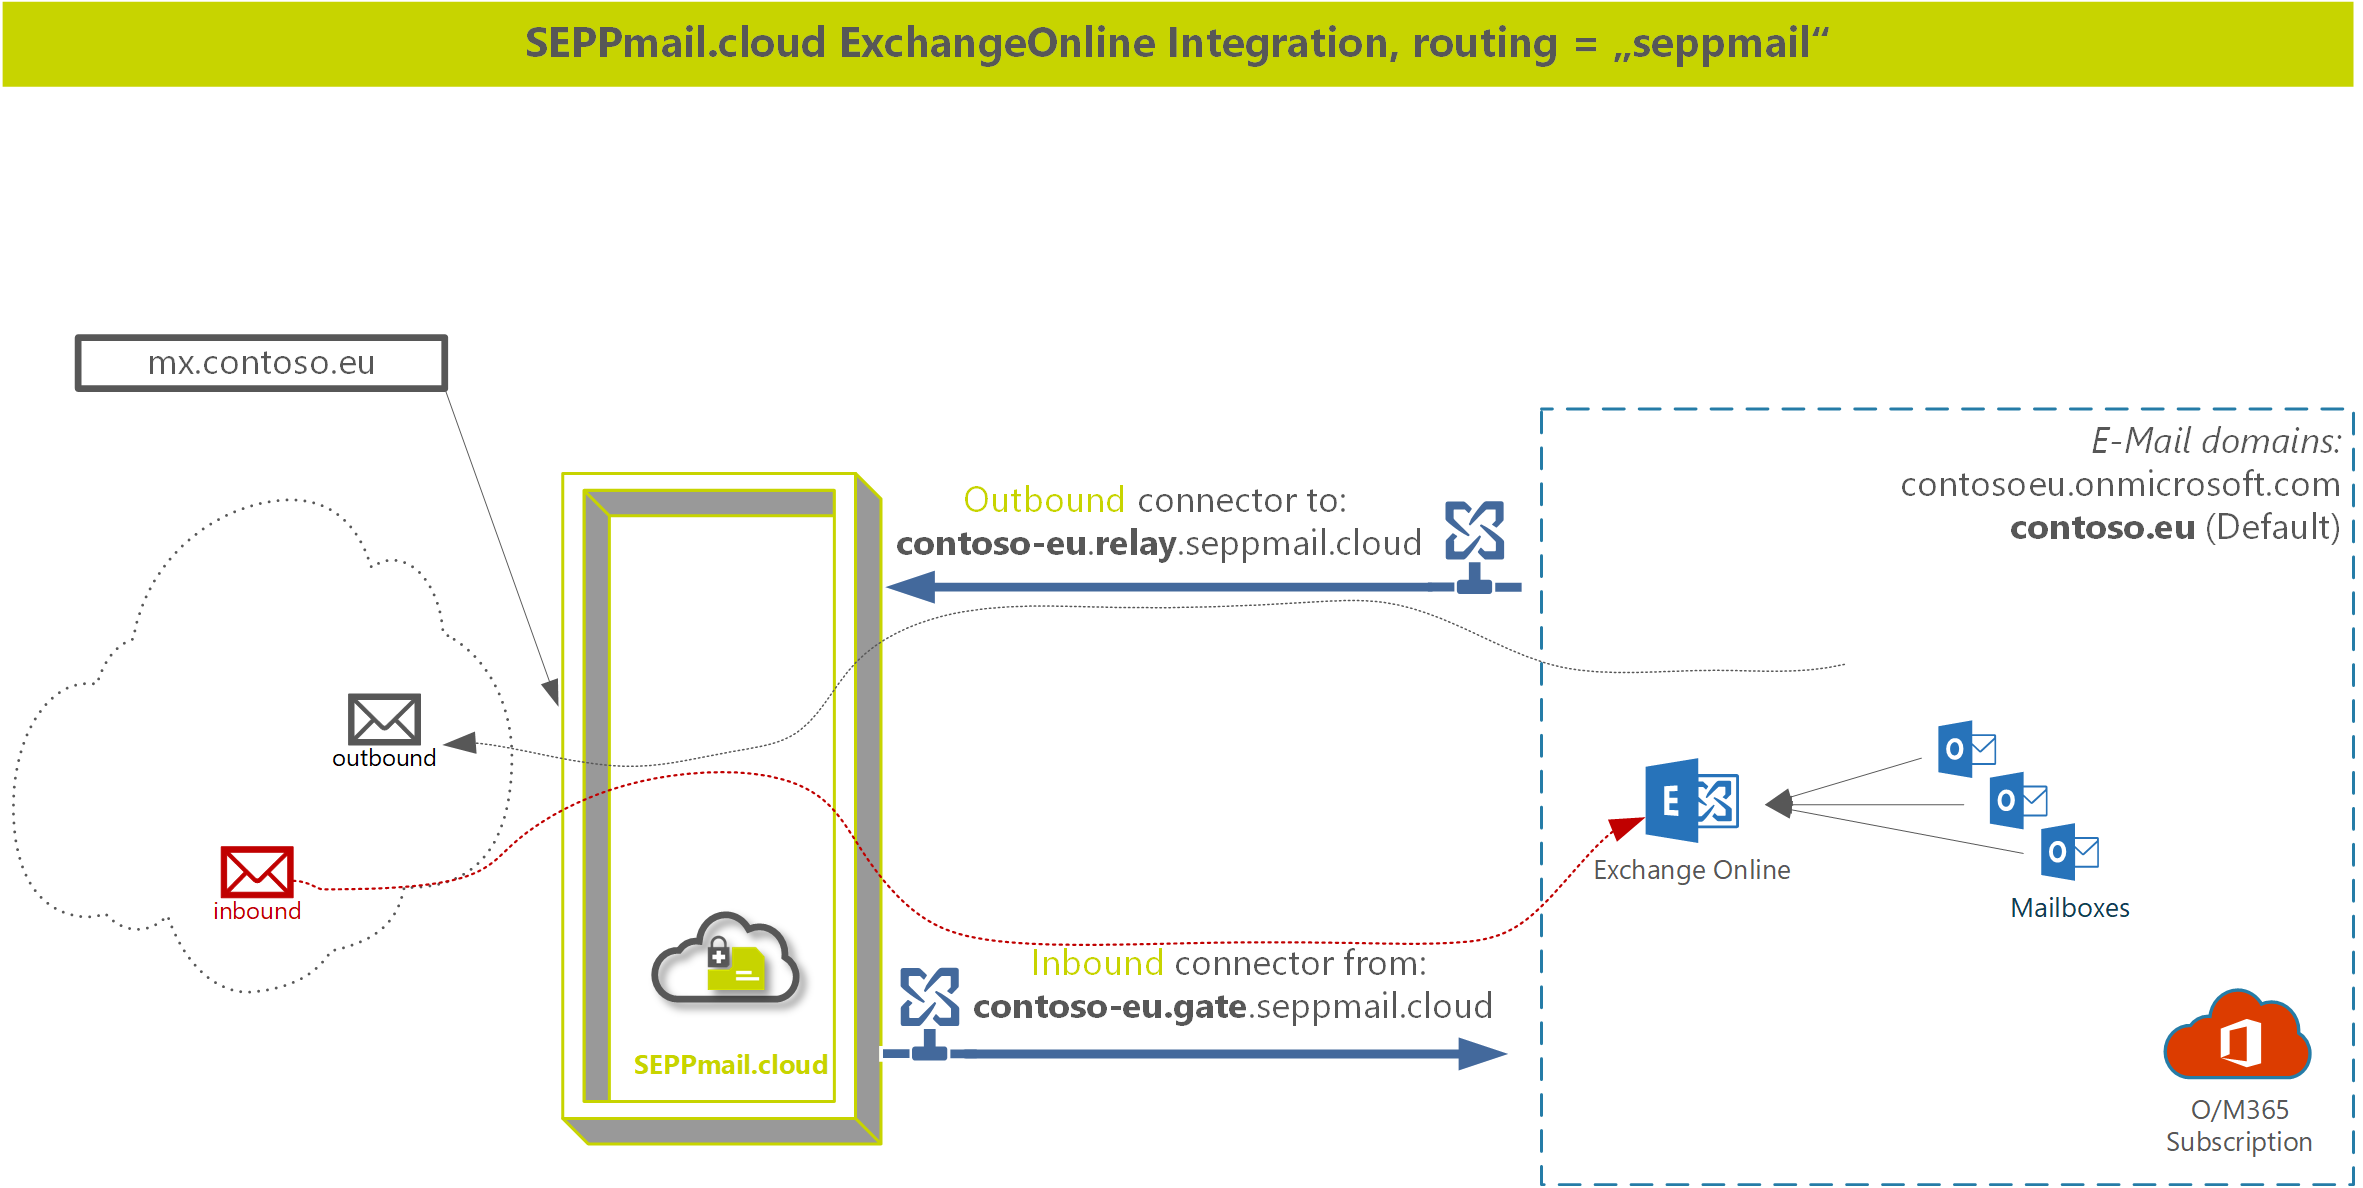 SEPPmail.cloud ExchangeOnline Integration, routing = „seppmail“
mx.contoso.eu
E-Mail domains:
contosoeu.onmicrosoft.com
contoso.eu (Default)
Outbound connector to:
contoso-eu.relay.seppmail.cloud
outbound
inbound
O
O
O
E
Exchange Online
Mailboxes
Inbound connector from:
contoso-eu.gate.seppmail.cloud
SEPPmail.cloud
O/M365
Subscription